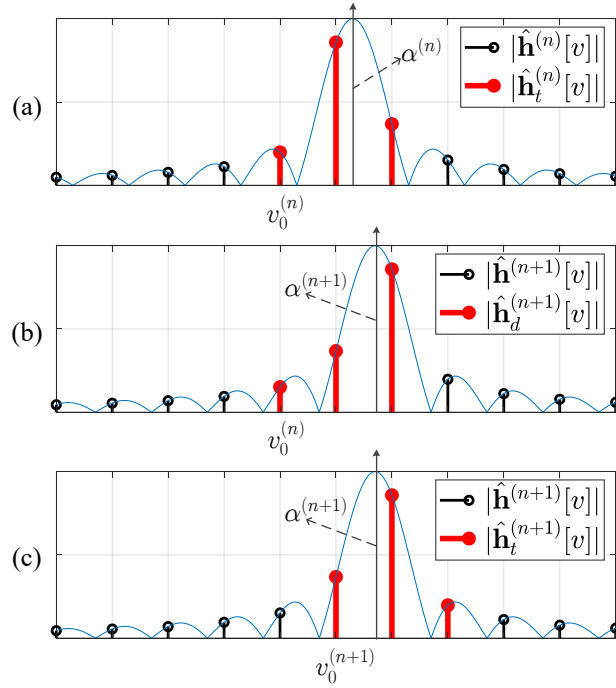 (a)
α^(n)
|ĥ^(n)[v]|
|ĥ_t^(n)[v]|
v_0^(n)
(b)
α^(n+1)
|ĥ^(n+1)[v]|
|ĥ_d^(n+1)[v]|
v_0^(n)
(c)
α^(n+1)
|ĥ^(n+1)[v]|
|ĥ_t^(n+1)[v]|
v_0^(n+1)